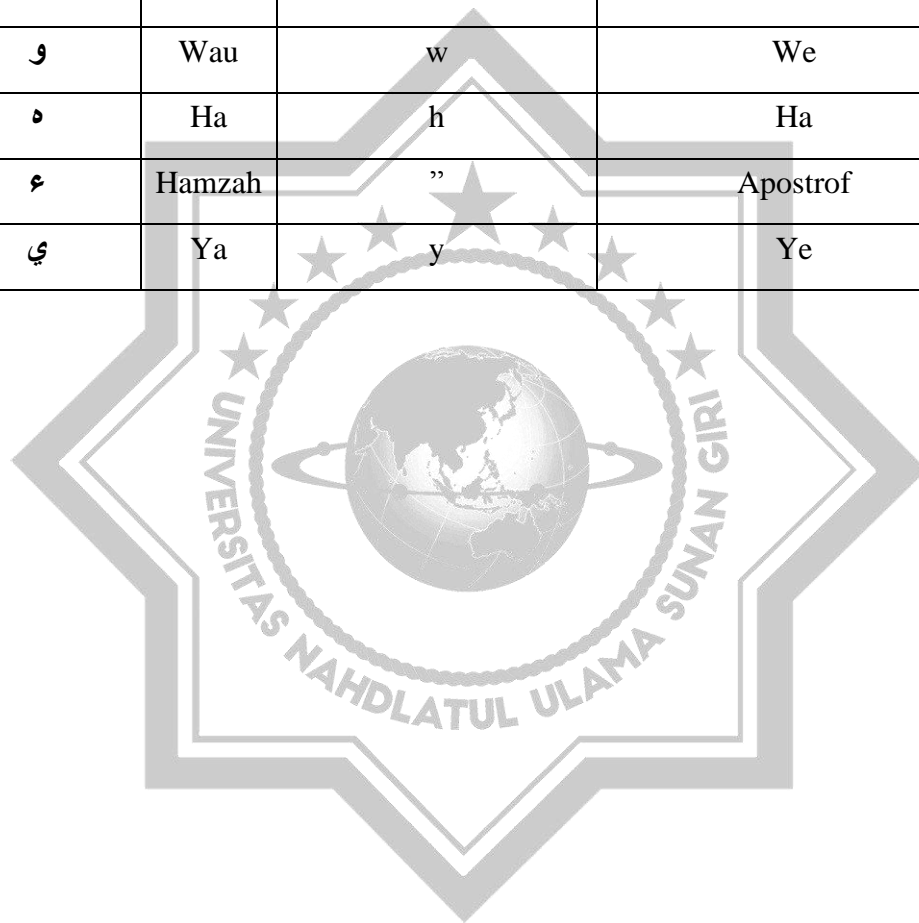 و Wau w We
ه Ha h Ha
ء Hamzah ” Apostrof
ي Ya y Ye
UNIVERSITAS NAHDLATUL ULAMA SUNAN GIRI